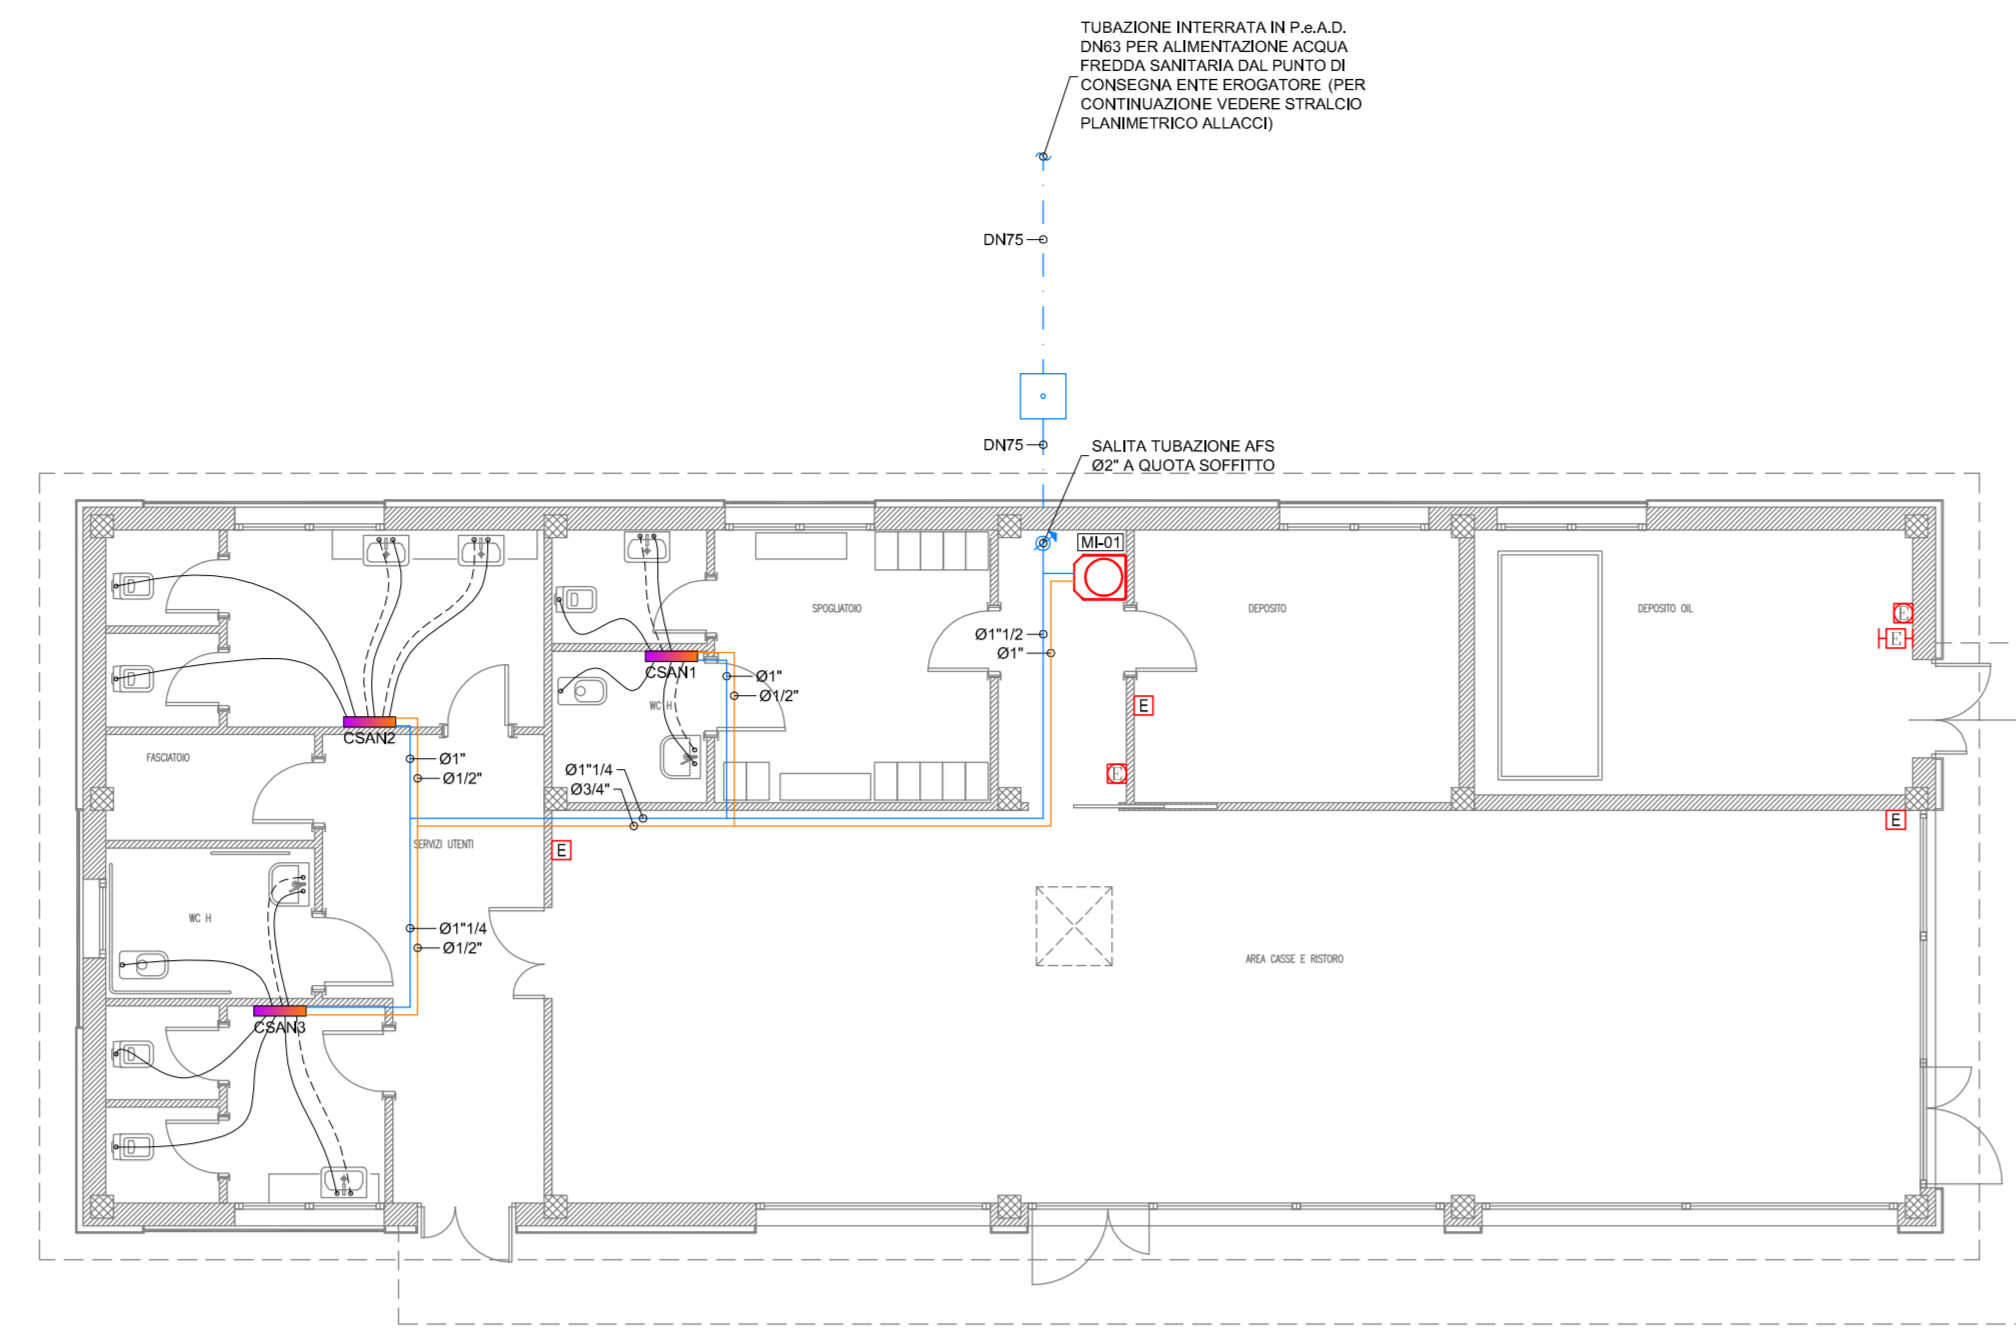 TUBAZIONE INTERRATA IN P.e.A.D.
DN63 PER ALIMENTAZIONE ACQUA
FREDDA SANITARIA DAL PUNTO DI
CONSEGNA ENTE EROGATORE (PER
CONTINUAZIONE VEDERE STRALCIO
PLANIMETRICO ALLACCI)
DN75
DN75
SALITA TUBAZIONE AFS
Ø2" A QUOTA SOFFITTO
MI-01
SPOGLIATOIO
DEPOSITO
DEPOSITO OIL
E
E
Ø1"1/2
Ø1"
CSAN1
Ø1"
Ø1/2"
WC H
E
CSAN2
FASCIATOIO
Ø1"
Ø1/2"
Ø1"1/4
Ø3/4"
E
E
SERVIZI UTENTI
E
WC H
Ø1"1/4
Ø1/2"
AREA CASSE E RISTORO
CSAN3